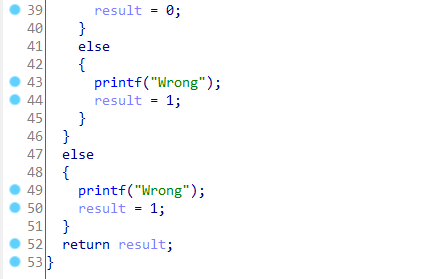 39 result = 0;
40 }
41 else
42 {
43 printf("Wrong");
44 result = 1;
45 }
46 }
47 else
48 {
49 printf("Wrong");
50 result = 1;
51 }
52 return result;
53 }